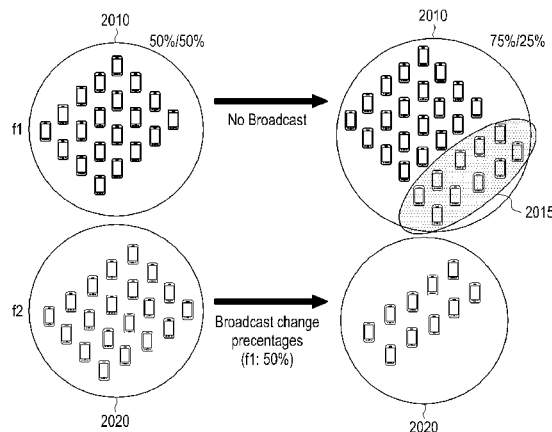 2010
50%/50%
2010
75%/25%
f1
No Broadcast
2015
f2
Broadcast change
precentages
(f1: 50%)
2020
2020